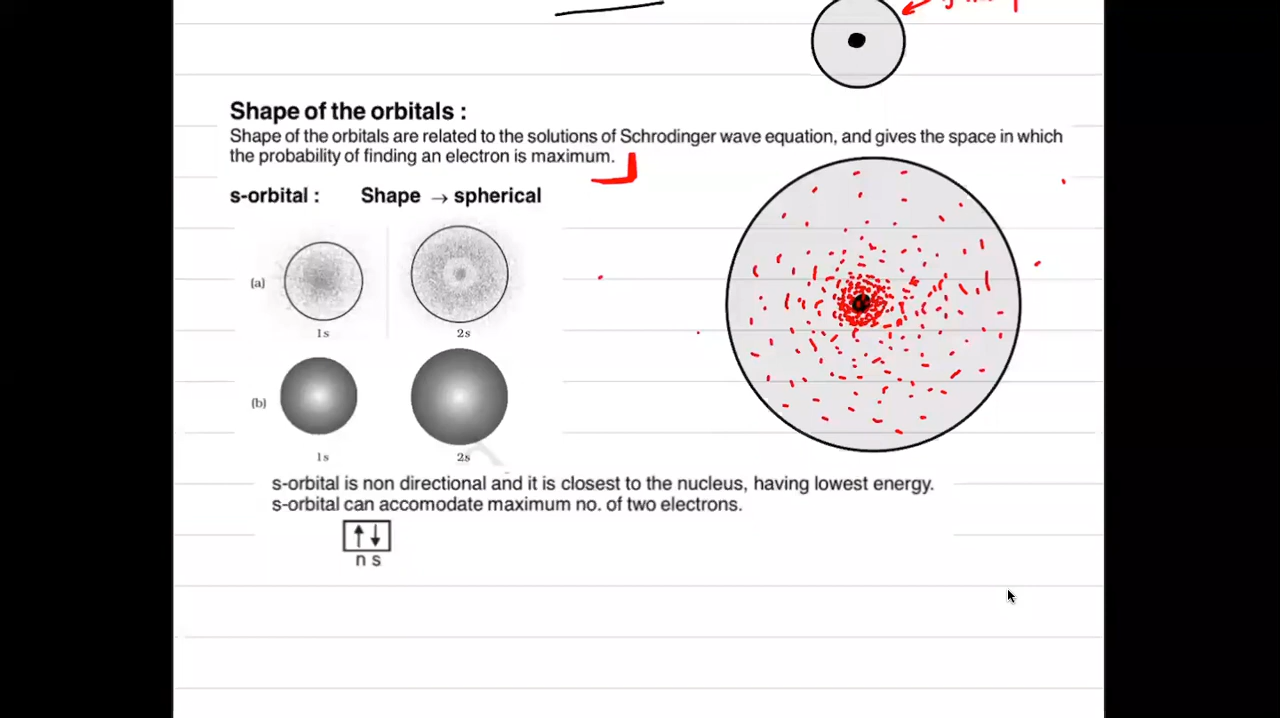 Shape of the orbitals :
Shape of the orbitals are related to the solutions of Schrodinger wave equation, and gives the space in which
the probability of finding an electron is maximum.
s-orbital : Shape → spherical
(a)
1s 2s
(b)
1s 2s
s-orbital is non directional and it is closest to the nucleus, having lowest energy.
s-orbital can accomodate maximum no. of two electrons.
↑↓
n s